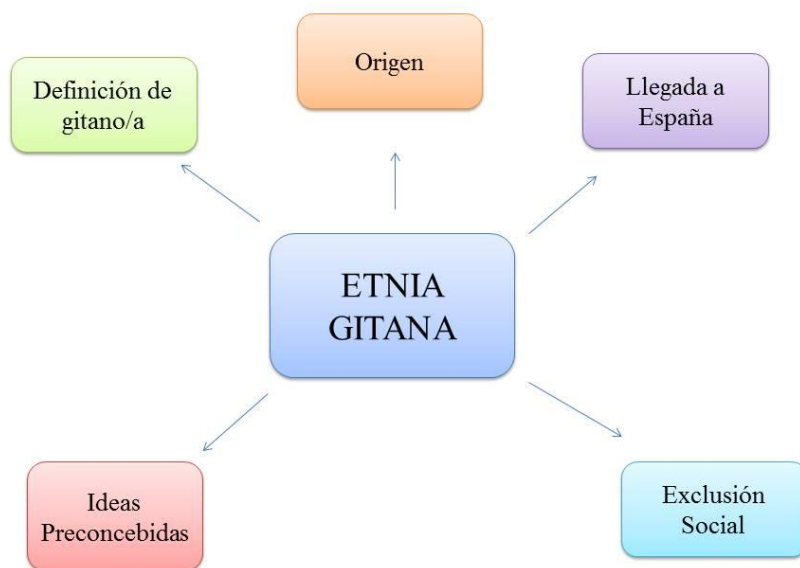 Origen
Definición de
gitano/a
Llegada a
España
ETNIA
GITANA
Ideas
Preconcebidas
Exclusión
Social